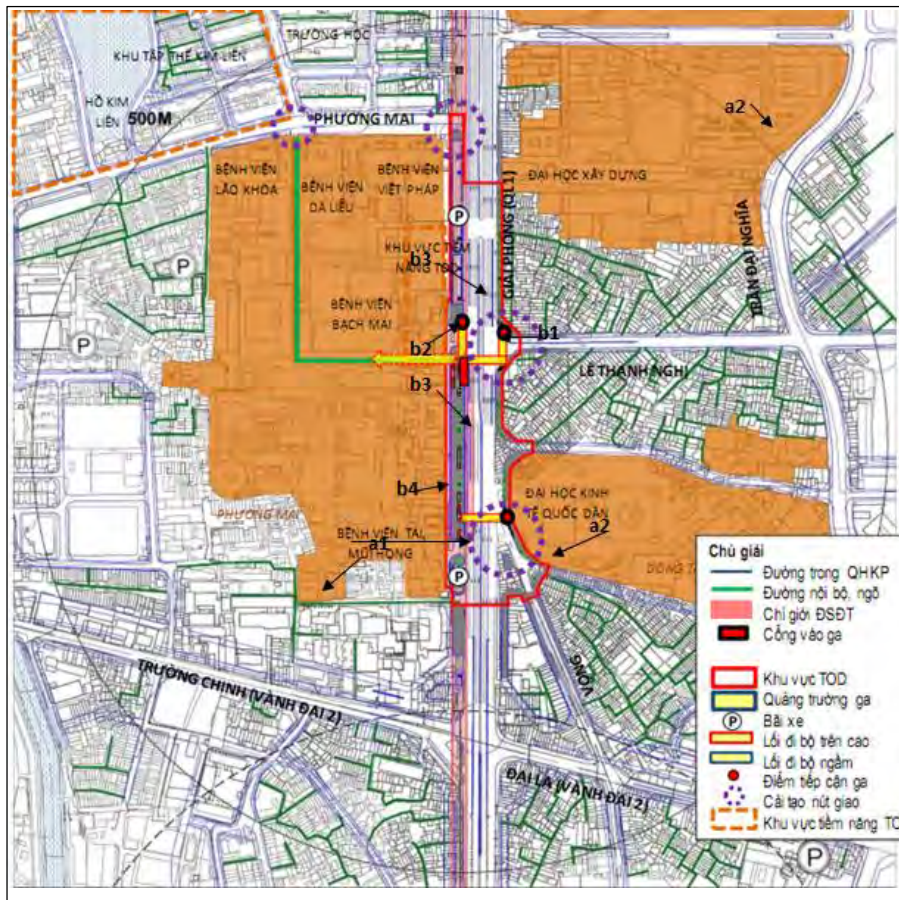 TRƯỜNG HỌC
KHU TẬP THỂ KIM LIÊN
HỒ KIM LIÊN
500M
PHƯƠNG MAI
a2
BỆNH VIỆN LÃO KHOA
BỆNH VIỆN DA LIỄU
BỆNH VIỆN VIỆT PHÁP
ĐẠI HỌC XÂY DỰNG
TRẦN ĐẠI NGHĨA
GIẢI PHÓNG (QL1)
P
KHU VỰC TIỀM NĂNG TOD
b3
P
BỆNH VIỆN BẠCH MAI
b2
b1
P
LÊ THANH NGHỊ
b3
b4
ĐẠI HỌC KINH TẾ QUỐC DÂN
PHƯƠNG MAI
BỆNH VIỆN TAI, MŨI HỌNG
a1
a2
P
TRƯỜNG CHINH (VÀNH ĐAI 2)
VỌNG
ĐẠI LA (VÀNH ĐAI 2)
Chú giải
Đường trong QHKP
Đường nội bộ, ngõ
Chỉ giới ĐSĐT
Cổng vào ga
Khu vực TOD
Quảng trường ga
P Bãi xe
Lối đi bộ trên cao
Lối đi bộ ngầm
Điểm tiếp cận ga
Cải tạo nút giao
Khu vực tiềm năng TO
P